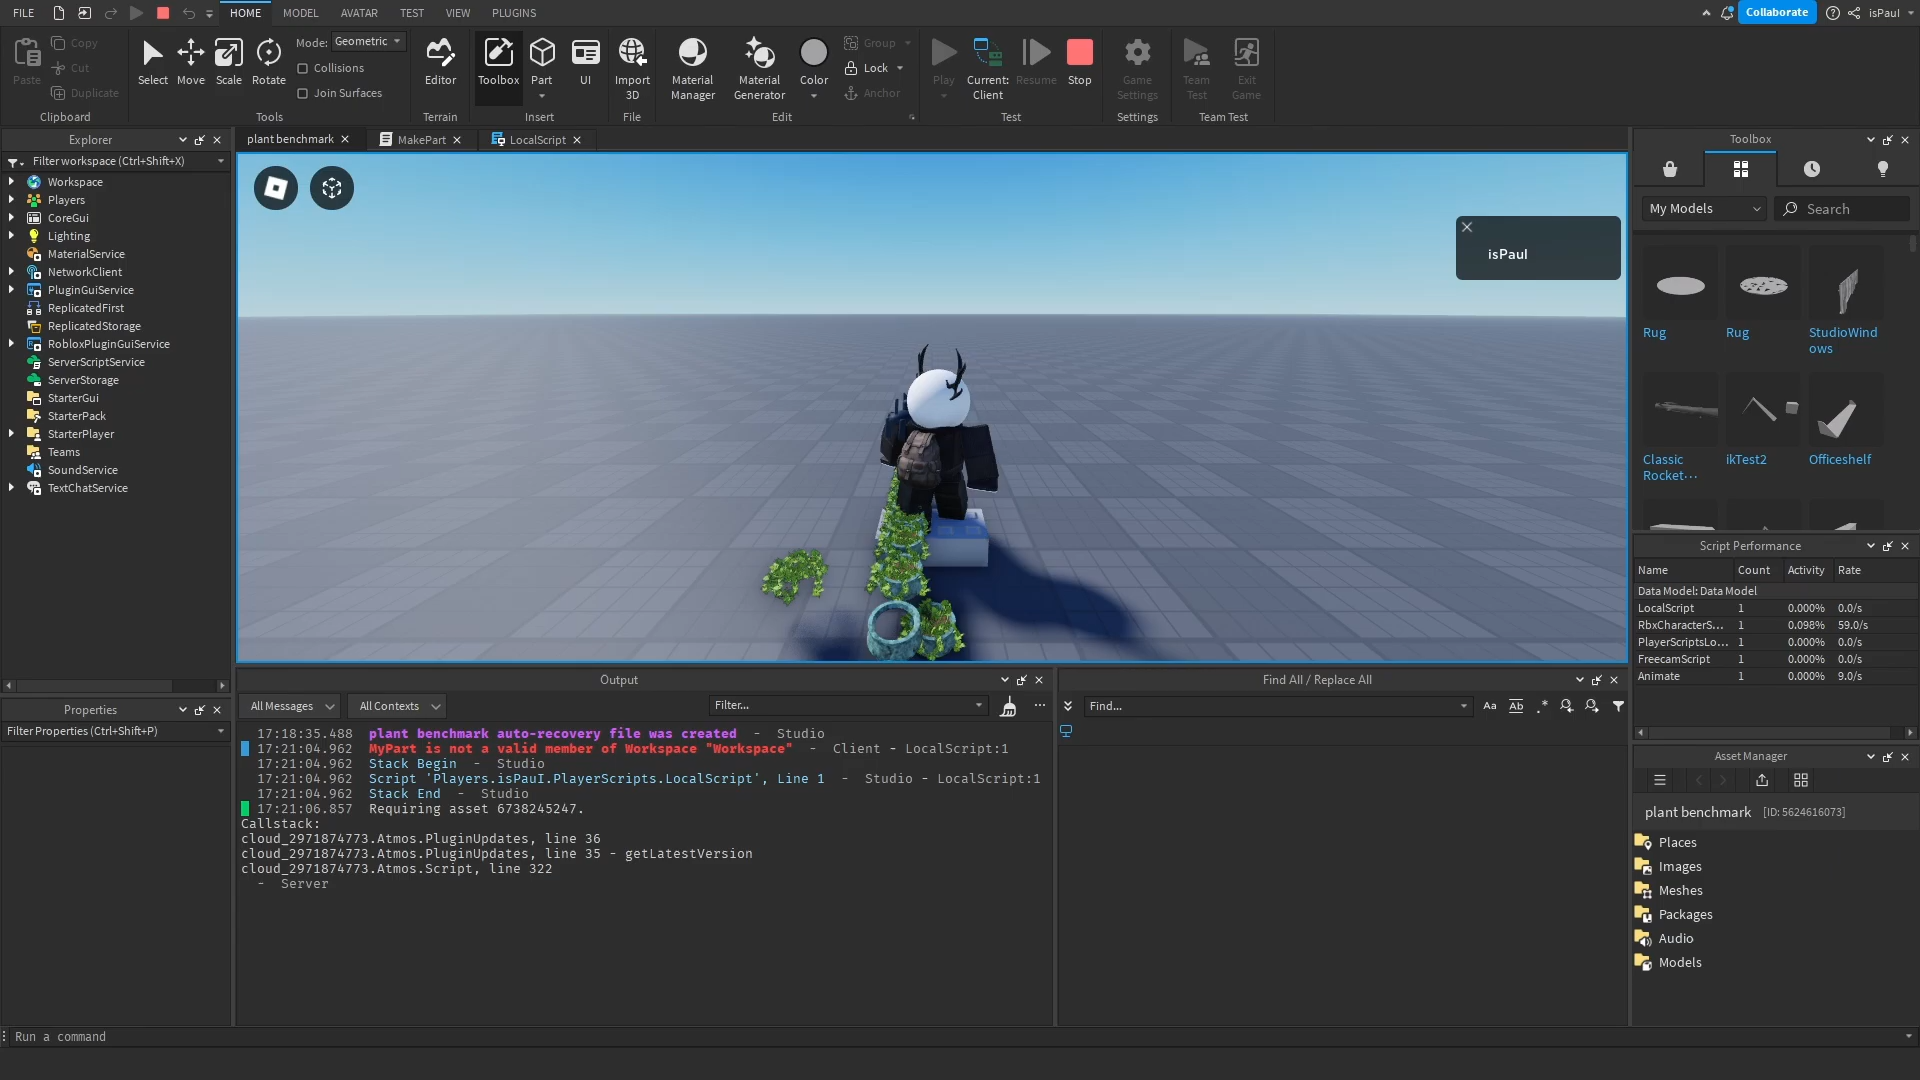 FILE
HOME
MODEL
AVATAR
TEST
VIEW
PLUGINS
Collaborate
isPaul
Paste
Copy
Cut
Duplicate
Clipboard
Select
Move
Scale
Rotate
Mode: Geometric
Collisions
Join Surfaces
Tools
Editor
Terrain
Toolbox
Part
UI
Insert
Import
3D
File
Material
Manager
Material
Generator
Color
Group
Lock
Anchor
Edit
Play
Current:
Client
Resume
Stop
Test
Game
Settings
Settings
Team
Test
Exit
Game
Team Test
Explorer
Filter workspace (Ctrl+Shift+X)
Workspace
Players
CoreGui
Lighting
MaterialService
NetworkClient
PluginGuiService
ReplicatedFirst
ReplicatedStorage
RobloxPluginGuiService
ServerScriptService
ServerStorage
StarterGui
StarterPack
StarterPlayer
Teams
SoundService
TextChatService
Properties
Filter Properties (Ctrl+Shift+P)
plant benchmark
MakePart
LocalScript
isPaul
Output
All Messages
All Contexts
Filter...
17:18:35.488 plant benchmark auto-recovery file was created - Studio
17:21:04.962 MyPart is not a valid member of Workspace "Workspace" - Client - LocalScript:1
17:21:04.962 Stack Begin - Studio
17:21:04.962 Script 'Players.isPauI.PlayerScripts.LocalScript', Line 1 - Studio - LocalScript:1
17:21:04.962 Stack End - Studio
17:21:06.857 Requiring asset 6738245247.
Callstack:
cloud_2971874773.Atmos.PluginUpdates, line 36
cloud_2971874773.Atmos.PluginUpdates, line 35 - getLatestVersion
cloud_2971874773.Atmos.Script, line 322
- Server
Find All / Replace All
Find...
Aa
Ab
.*
Toolbox
My Models
Search
Rug
Rug
StudioWind
ows
Classic
Rocket···
ikTest2
Officeshelf
Script Performance
Name Count Activity Rate
Data Model: Data Model
LocalScript 1 0.000% 0.0/s
RbxCharacterS... 1 0.098% 59.0/s
PlayerScriptsLo... 1 0.000% 0.0/s
FreecamScript 1 0.000% 0.0/s
Animate 1 0.000% 9.0/s
Asset Manager
plant benchmark [ID: 5624616073]
Places
Images
Meshes
Packages
Audio
Models
Run a command